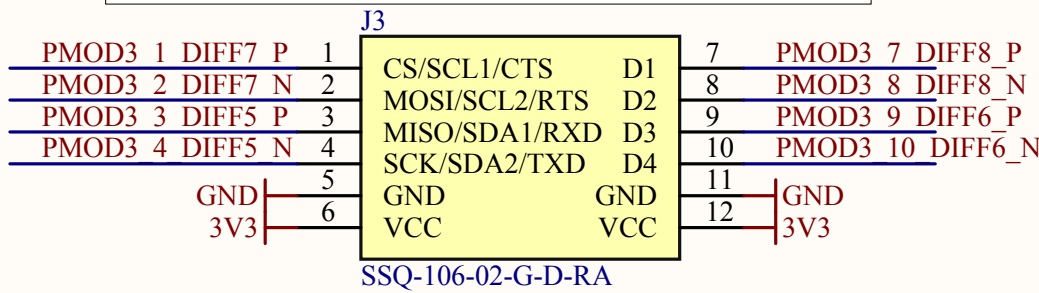 J3
PMOD3_1_DIFF7_P 1 CS/SCL1/CTS D1 7 PMOD3_7_DIFF8_P
PMOD3_2_DIFF7_N 2 MOSI/SCL2/RTS D2 8 PMOD3_8_DIFF8_N
PMOD3_3_DIFF5_P 3 MISO/SDA1/RXD D3 9 PMOD3_9_DIFF6_P
PMOD3_4_DIFF5_N 4 SCK/SDA2/TXD D4 10 PMOD3_10_DIFF6_N
GND 5 GND GND 11 GND
3V3 6 VCC VCC 12 3V3
SSQ-106-02-G-D-RA